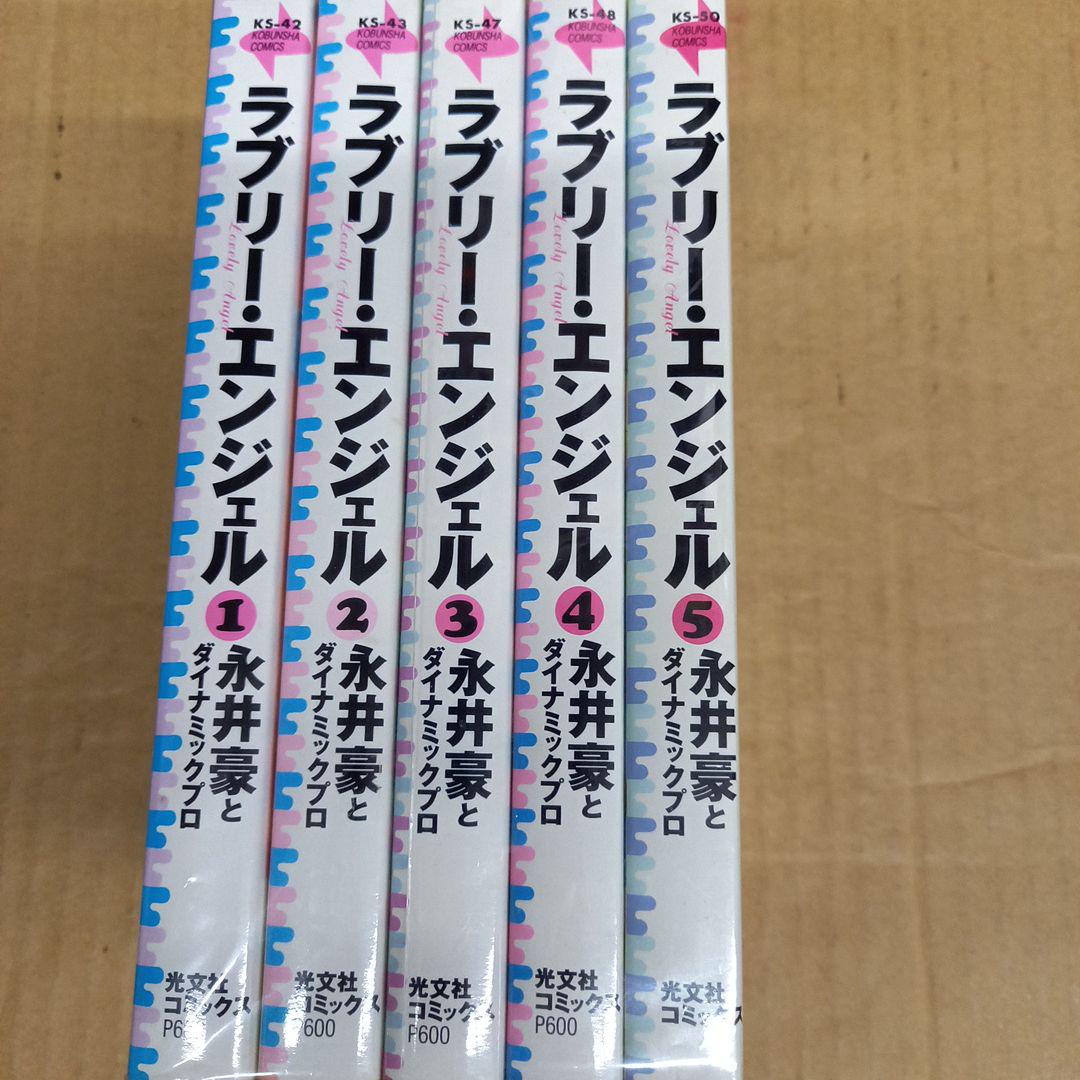 KS-42
KOBUNSHA
COMICS
ラブリー・エンジェル
Lovely Angel
1
永井豪と
ダイナミックプロ
光文社
コミックス
KS-43
KOBUNSHA
COMICS
ラブリー・エンジェル
Lovely Angel
2
永井豪と
ダイナミックプロ
光文社
コミックス
P600
KS-47
KOBUNSHA
COMICS
ラブリー・エンジェル
Lovely Angel
3
永井豪と
ダイナミックプロ
光文社
コミックス
P600
KS-48
KOBUNSHA
COMICS
ラブリー・エンジェル
Lovely Angel
4
永井豪と
ダイナミックプロ
光文社
コミックス
P600
KS-50
KOBUNSHA
COMICS
ラブリー・エンジェル
Lovely Angel
5
永井豪と
ダイナミックプロ
光文社
コミックス